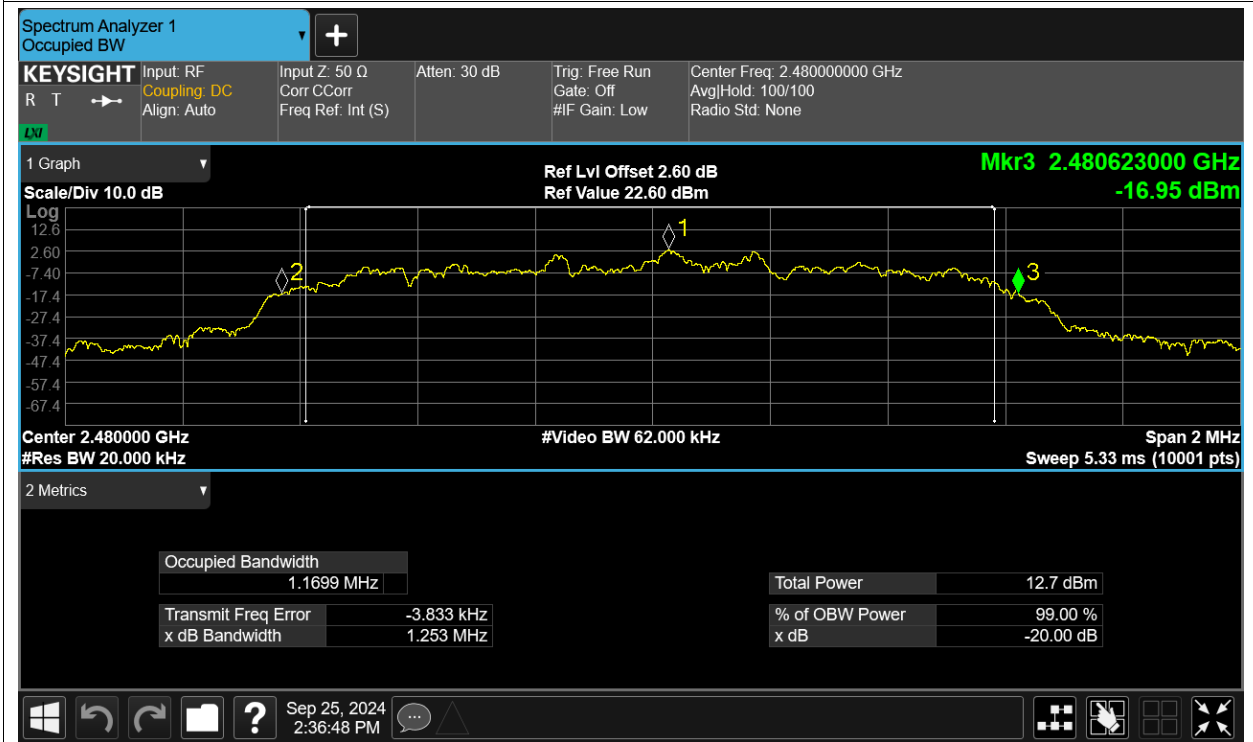 Spectrum Analyzer 1
Occupied BW
+
KEYSIGHT
R T
LXI
Input: RF
Coupling: DC
Align: Auto
Input Z: 50 Ω
Corr CCorr
Freq Ref: Int (S)
Atten: 30 dB
Trig: Free Run
Gate: Off
#IF Gain: Low
Center Freq: 2.480000000 GHz
Avg|Hold: 100/100
Radio Std: None
1 Graph
Scale/Div 10.0 dB
Ref Lvl Offset 2.60 dB
Ref Value 22.60 dBm
Mkr3 2.480623000 GHz
-16.95 dBm
Log
12.6
2.60
-7.40
-17.4
-27.4
-37.4
-47.4
-57.4
-67.4
2
1
3
Center 2.480000 GHz
#Video BW 62.000 kHz
Span 2 MHz
#Res BW 20.000 kHz
Sweep 5.33 ms (10001 pts)
2 Metrics
Occupied Bandwidth
1.1699 MHz
Total Power 12.7 dBm
Transmit Freq Error -3.833 kHz
% of OBW Power 99.00 %
x dB Bandwidth 1.253 MHz
x dB -20.00 dB
?
Sep 25, 2024
2:36:48 PM